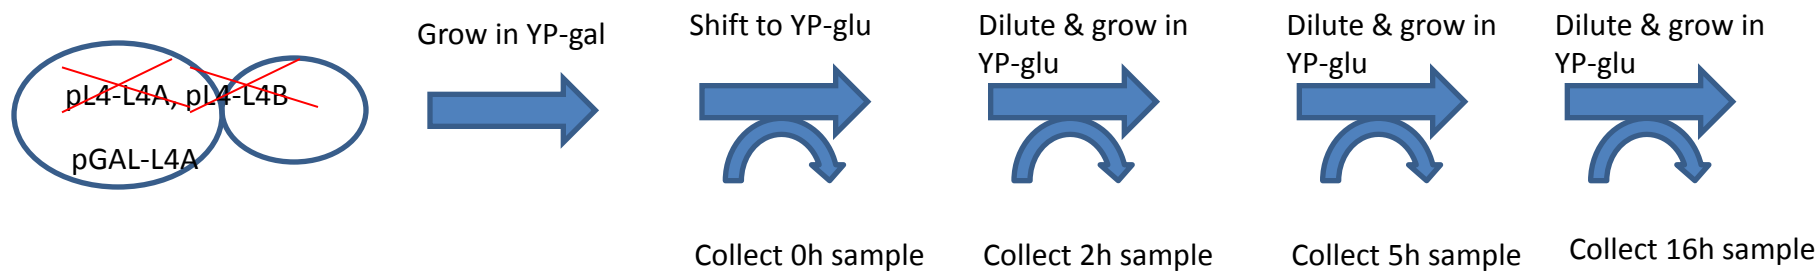 pL4-L4A, pL4-L4B
pGAL-L4A
Grow in YP-gal
Shift to YP-glu
Collect 0h sample
Dilute & grow in
YP-glu
Collect 2h sample
Dilute & grow in
YP-glu
Collect 5h sample
Dilute & grow in
YP-glu
Collect 16h sample